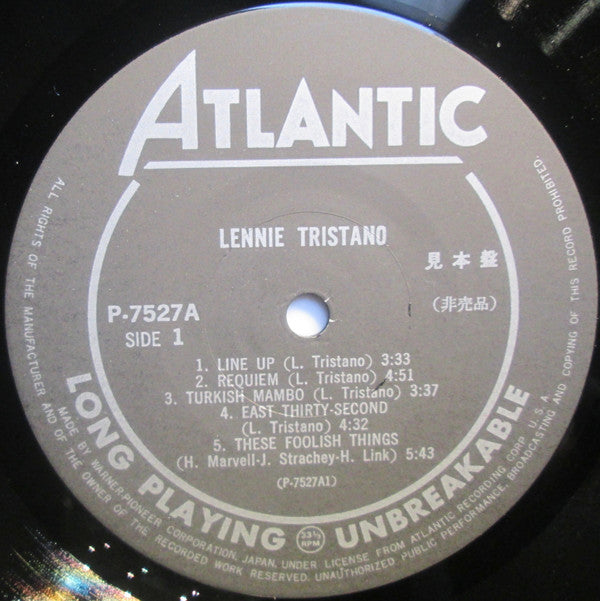 ATLANTIC
LENNIE TRISTANO
見本盤
(非売品)
P-7527A
SIDE 1
1. LINE UP (L. Tristano) 3:33
2. REQUIEM (L. Tristano) 4:51
3. TURKISH MAMBO (L. Tristano) 3:37
4. EAST THIRTY-SECOND
(L. Tristano) 4:32
5. THESE FOOLISH THINGS
(H. Marvell-J. Strachey-H. Link) 5:43
(P-7527A1)
LONG PLAYING 33⅓ RPM UNBREAKABLE
ALL RIGHTS OF THE MANUFACTURER AND OF THE OWNER OF THE RECORDED WORK RESERVED. UNAUTHORIZED PUBLIC PERFORMANCE, BROADCASTING AND COPYING OF THIS RECORD PROHIBITED.
MADE BY WARNER-PIONEER CORPORATION, JAPAN, UNDER LICENSE FROM ATLANTIC RECORDING CORP. U.S.A.